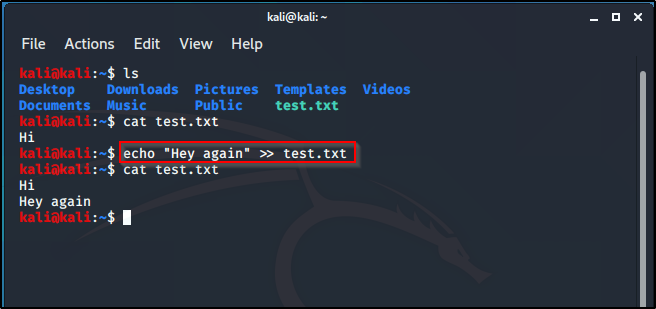 kali@kali: ~
File Actions Edit View Help
kali@kali:~$ ls
Desktop Downloads Pictures Templates Videos
Documents Music Public test.txt
kali@kali:~$ cat test.txt
Hi
kali@kali:~$ echo "Hey again" >> test.txt
kali@kali:~$ cat test.txt
Hi
Hey again
kali@kali:~$